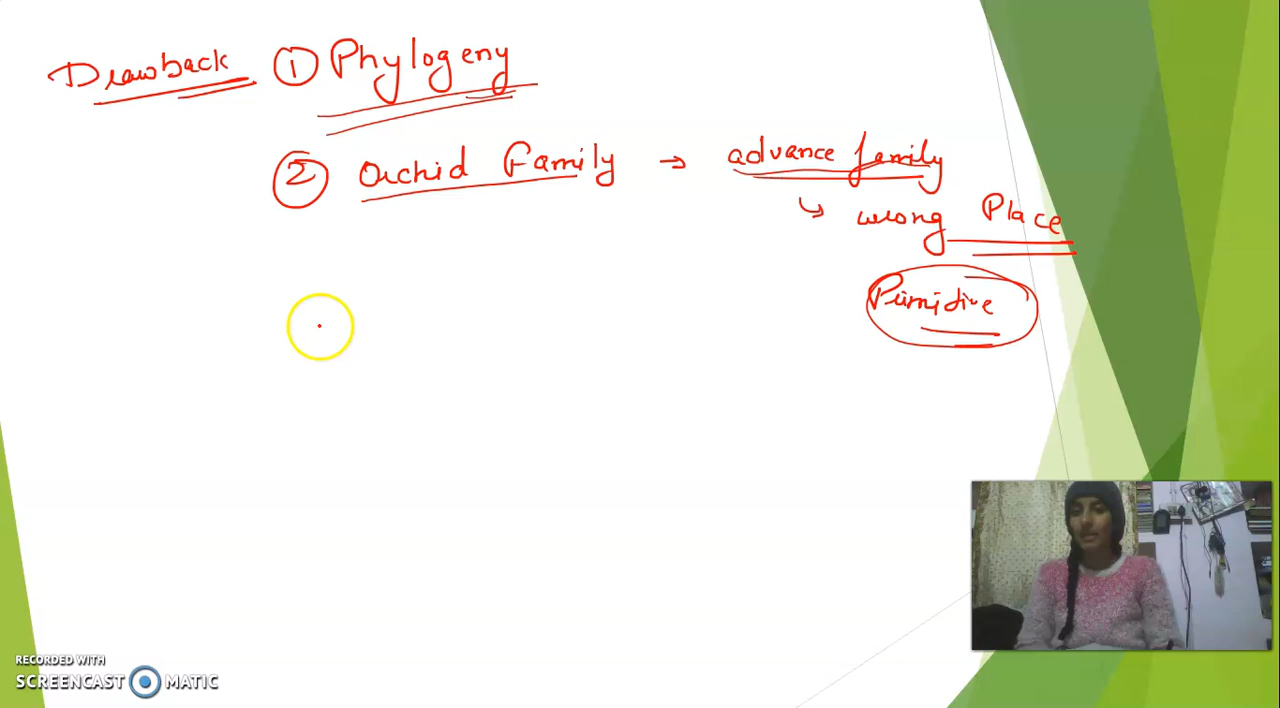 Drawback ① Phylogeny
② Orchid Family → advance family
↳ wrong Place
Primitive
RECORDED WITH
SCREENCAST MATIC